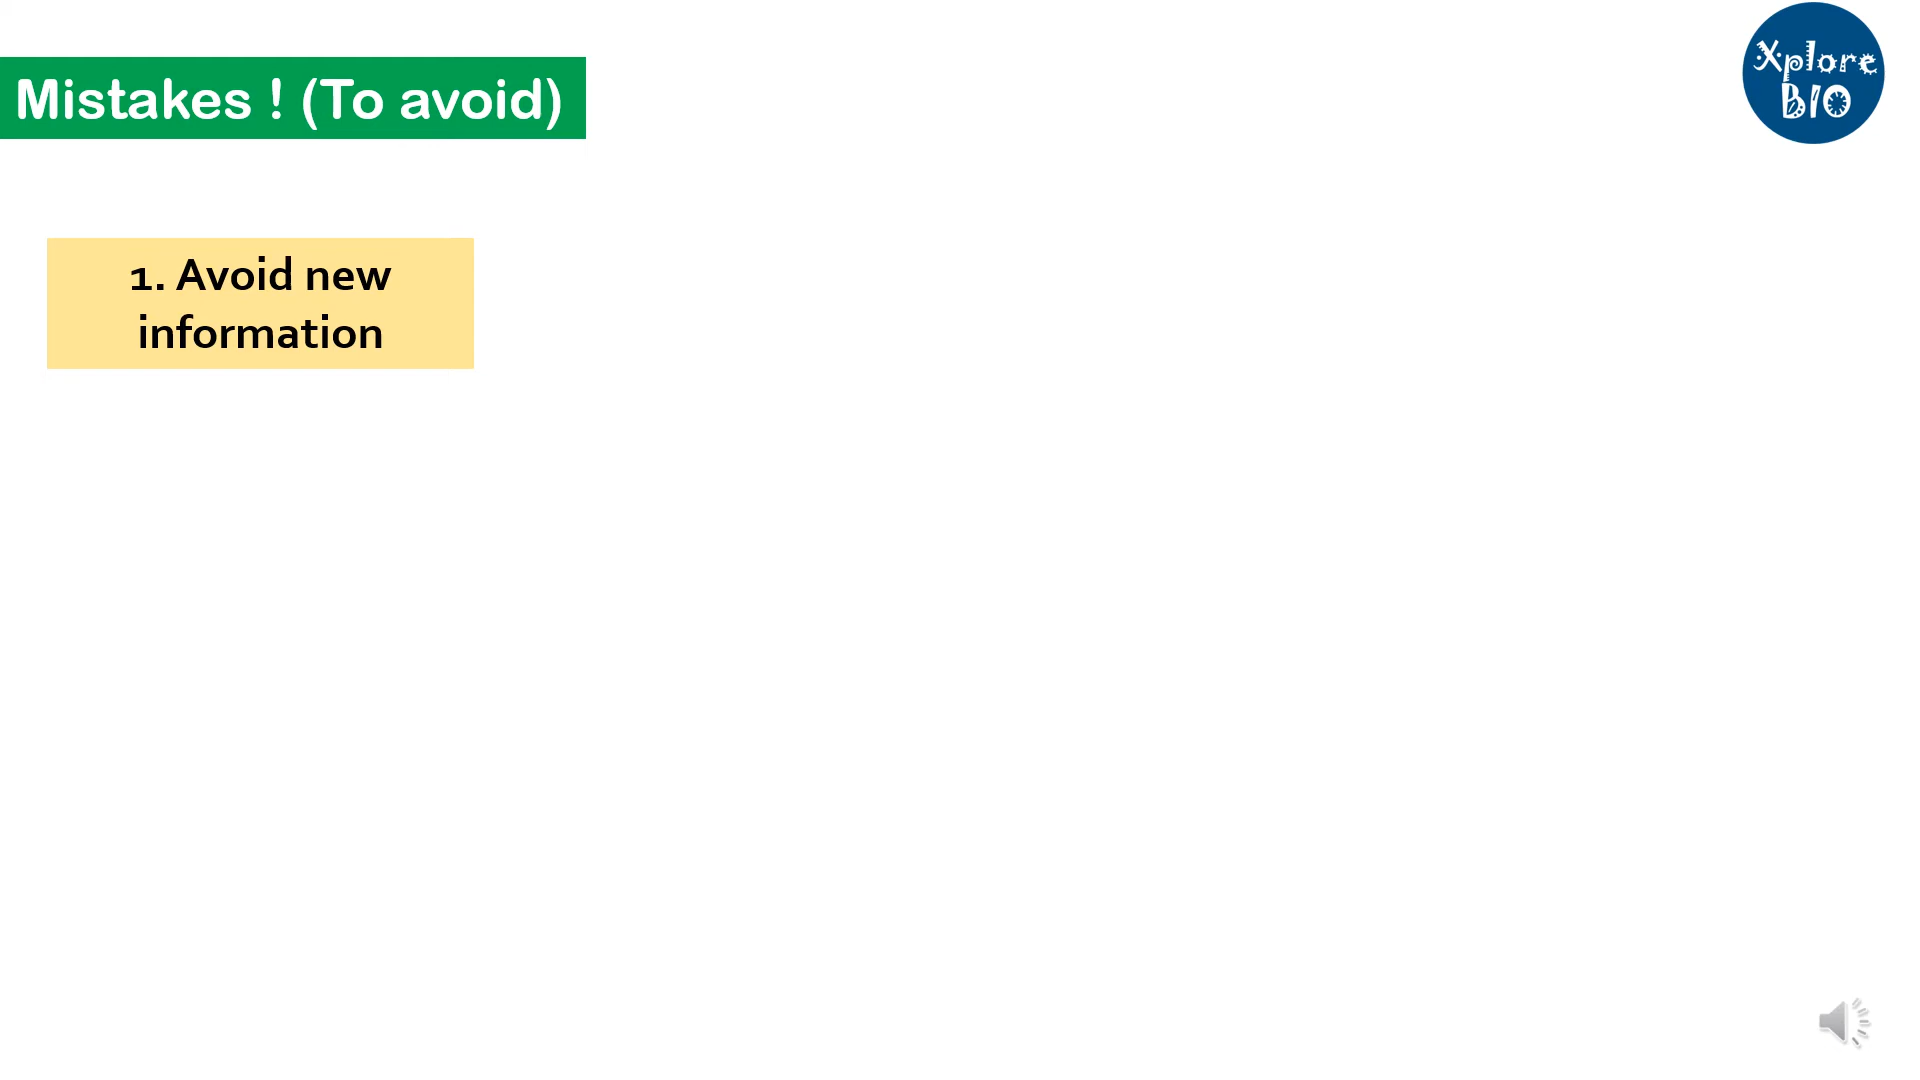 Mistakes ! (To avoid)
Xplore
BIO
1. Avoid new
information